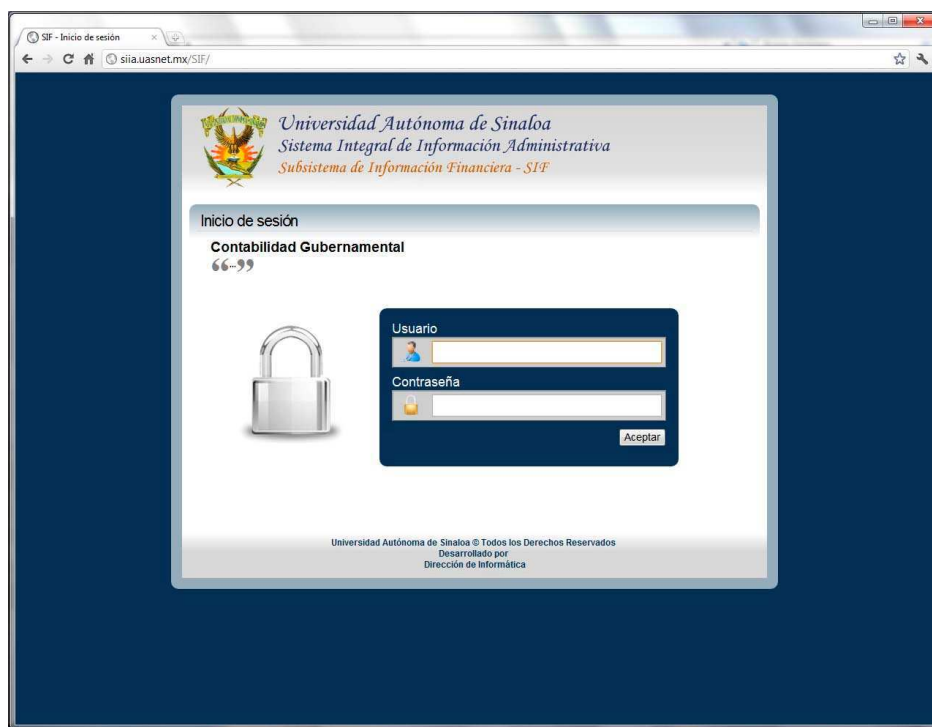 SIF - Inicio de sesión
siia.uasnet.mx/SIF/
Universidad Autónoma de Sinaloa
Sistema Integral de Información Administrativa
Subsistema de Información Financiera - SIF
Inicio de sesión
Contabilidad Gubernamental
“...”
Usuario
Contraseña
Aceptar
Universidad Autónoma de Sinaloa © Todos los Derechos Reservados
Desarrollado por
Dirección de Informática